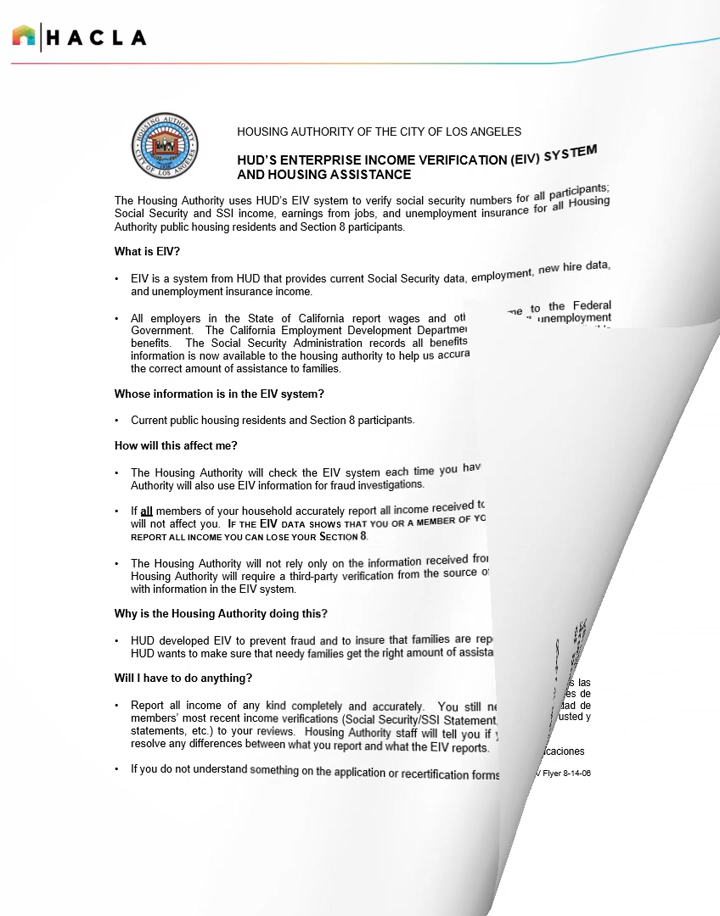 HACLA
HOUSING AUTHORITY
CITY OF LOS ANGELES
HOUSING AUTHORITY OF THE CITY OF LOS ANGELES
HUD'S ENTERPRISE INCOME VERIFICATION (EIV) SYSTEM
AND HOUSING ASSISTANCE
The Housing Authority uses HUD's EIV system to verify social security numbers for all participants;
Social Security and SSI income, earnings from jobs, and unemployment insurance for all Housing
Authority public housing residents and Section 8 participants.
What is EIV?
• EIV is a system from HUD that provides current Social Security data, employment, new hire data,
and unemployment insurance income.
• All employers in the State of California report wages and to the Federal
Government. The California Employment Development unemployment
benefits. The Social Security Administration records all benefits
information is now available to the housing authority to help us
the correct amount of assistance to families.
Whose information is in the EIV system?
• Current public housing residents and Section 8 participants.
How will this affect me?
• The Housing Authority will check the EIV system each time you
Authority will also use EIV information for fraud investigations.
• If all members of your household accurately report all income received
will not affect you. IF THE EIV DATA SHOWS THAT YOU OR A MEMBER OF
REPORT ALL INCOME YOU CAN LOSE YOUR SECTION 8.
• The Housing Authority will not rely only on the information received
Housing Authority will require a third-party verification from the source
with information in the EIV system.
Why is the Housing Authority doing this?
• HUD developed EIV to prevent fraud and to insure that families are
HUD wants to make sure that needy families get the right amount of
Will I have to do anything?
• Report all income of any kind completely and accurately. You still
members' most recent income verifications (Social Security/SSI Statement,
statements, etc.) to your reviews. Housing Authority staff will tell you if
resolve any differences between what you report and what the EIV reports.
• If you do not understand something on the application or recertification forms
las
de
de
usted y
Flyer 8-14-06